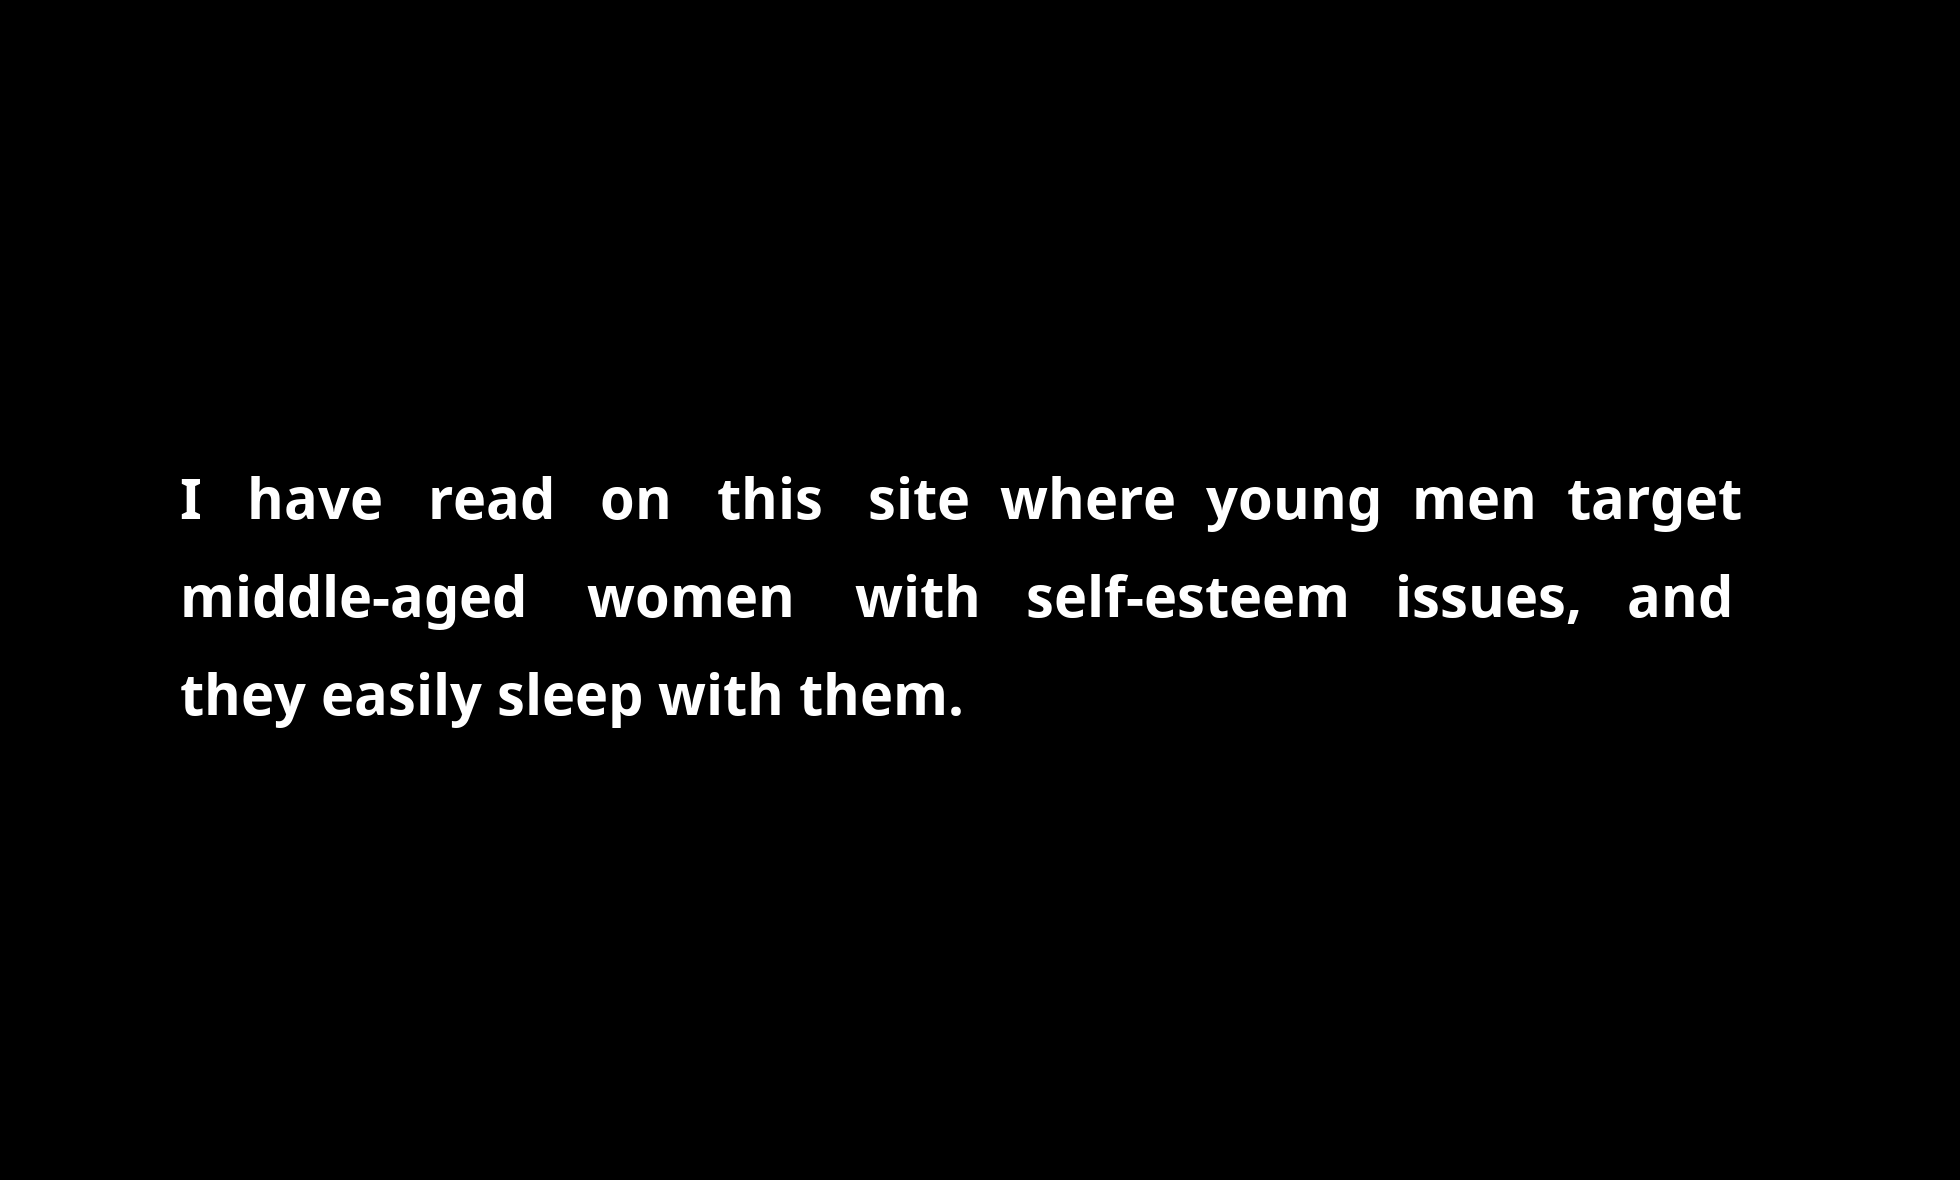 I have read on this site where young men target
middle-aged women with self-esteem issues, and
they easily sleep with them.